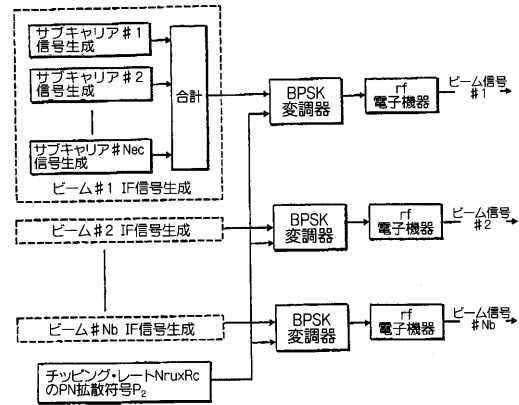 サブキャリア#1
信号生成
サブキャリア#2
信号生成
サブキャリア#Nec
信号生成
合計
ビーム#1 IF信号生成
BPSK
変調器
rf
電子機器
ビーム信号
#1
ビーム#2 IF信号生成
BPSK
変調器
rf
電子機器
ビーム信号
#2
ビーム#Nb IF信号生成
BPSK
変調器
rf
電子機器
ビーム信号
#Nb
チッピング・レートNruxRc
のPN拡散符号P₂